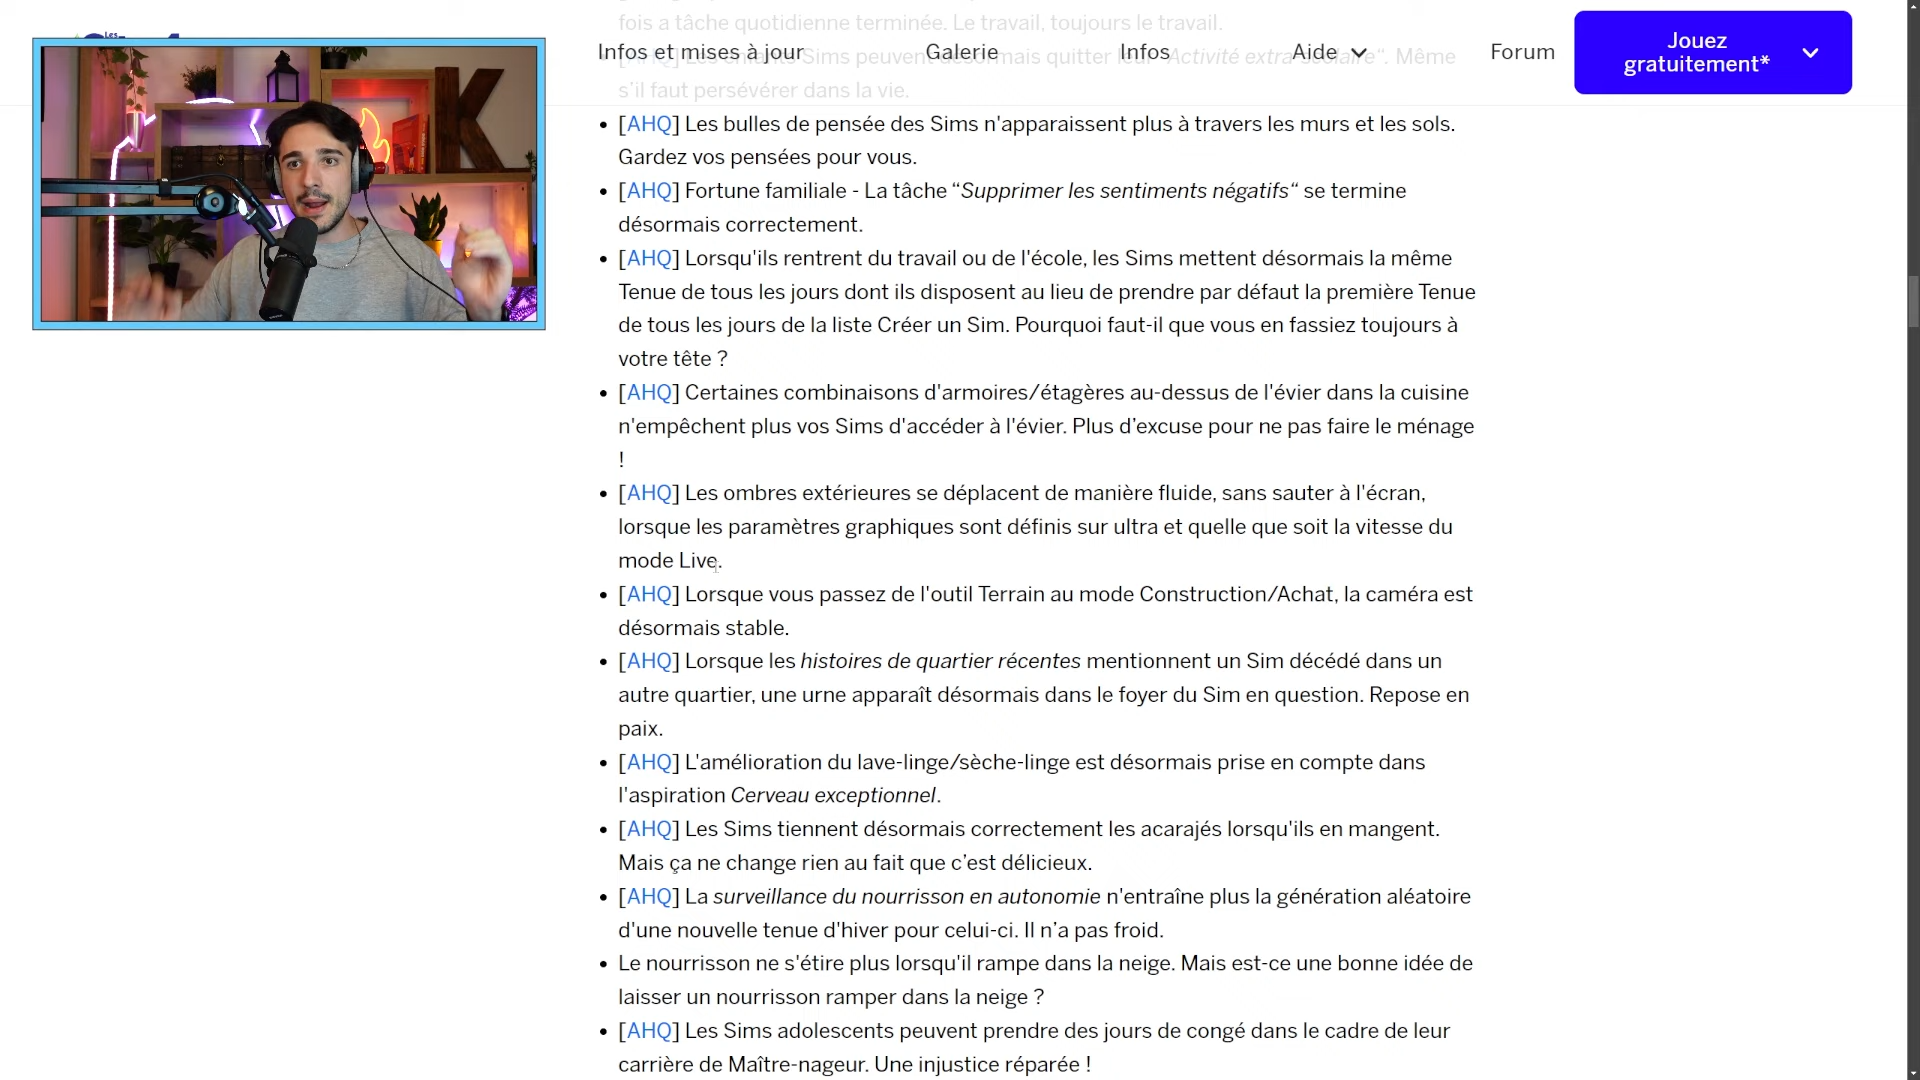 fois a tâche quotidienne terminée. Le travail, toujours le travail.
Les
Infos et mises à jour
Galerie
Infos
Aide
Forum
Jouez
gratuitement*
Sims peuvent désormais quitter leur Activité extra-scolaire“. Même
s'il faut persévérer dans la vie.
K
• [AHQ] Les bulles de pensée des Sims n'apparaissent plus à travers les murs et les sols.
Gardez vos pensées pour vous.
• [AHQ] Fortune familiale - La tâche “Supprimer les sentiments négatifs“ se termine
désormais correctement.
• [AHQ] Lorsqu'ils rentrent du travail ou de l'école, les Sims mettent désormais la même
Tenue de tous les jours dont ils disposent au lieu de prendre par défaut la première Tenue
de tous les jours de la liste Créer un Sim. Pourquoi faut-il que vous en fassiez toujours à
votre tête ?
• [AHQ] Certaines combinaisons d'armoires/étagères au-dessus de l'évier dans la cuisine
n'empêchent plus vos Sims d'accéder à l'évier. Plus d’excuse pour ne pas faire le ménage
!
• [AHQ] Les ombres extérieures se déplacent de manière fluide, sans sauter à l'écran,
lorsque les paramètres graphiques sont définis sur ultra et quelle que soit la vitesse du
mode Live.
• [AHQ] Lorsque vous passez de l'outil Terrain au mode Construction/Achat, la caméra est
désormais stable.
• [AHQ] Lorsque les histoires de quartier récentes mentionnent un Sim décédé dans un
autre quartier, une urne apparaît désormais dans le foyer du Sim en question. Repose en
paix.
• [AHQ] L'amélioration du lave-linge/sèche-linge est désormais prise en compte dans
l'aspiration Cerveau exceptionnel.
• [AHQ] Les Sims tiennent désormais correctement les acarajés lorsqu'ils en mangent.
Mais ça ne change rien au fait que c’est délicieux.
• [AHQ] La surveillance du nourrisson en autonomie n'entraîne plus la génération aléatoire
d'une nouvelle tenue d'hiver pour celui-ci. Il n’a pas froid.
• Le nourrisson ne s'étire plus lorsqu'il rampe dans la neige. Mais est-ce une bonne idée de
laisser un nourrisson ramper dans la neige ?
• [AHQ] Les Sims adolescents peuvent prendre des jours de congé dans le cadre de leur
carrière de Maître-nageur. Une injustice réparée !